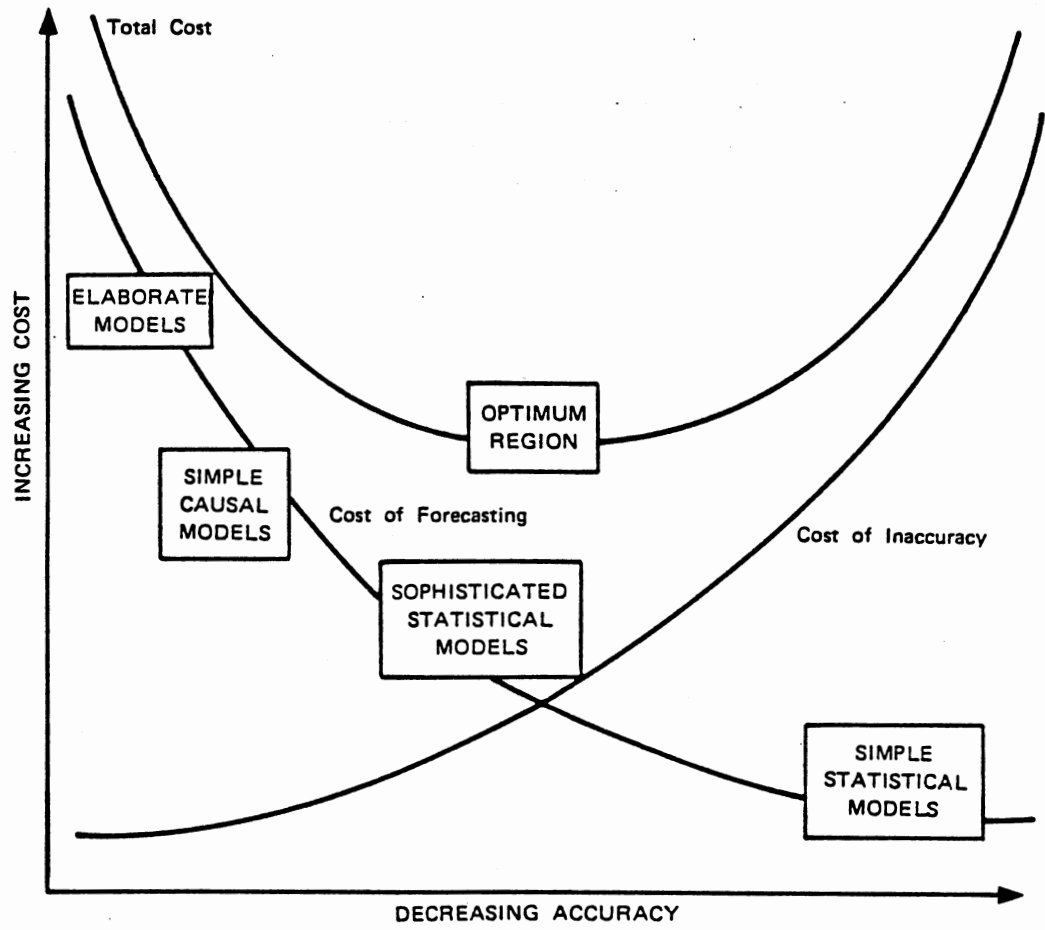 Total Cost
ELABORATE
MODELS
OPTIMUM
REGION
SIMPLE
CAUSAL
MODELS
Cost of Forecasting
Cost of Inaccuracy
SOPHISTICATED
STATISTICAL
MODELS
SIMPLE
STATISTICAL
MODELS
INCREASING COST
DECREASING ACCURACY